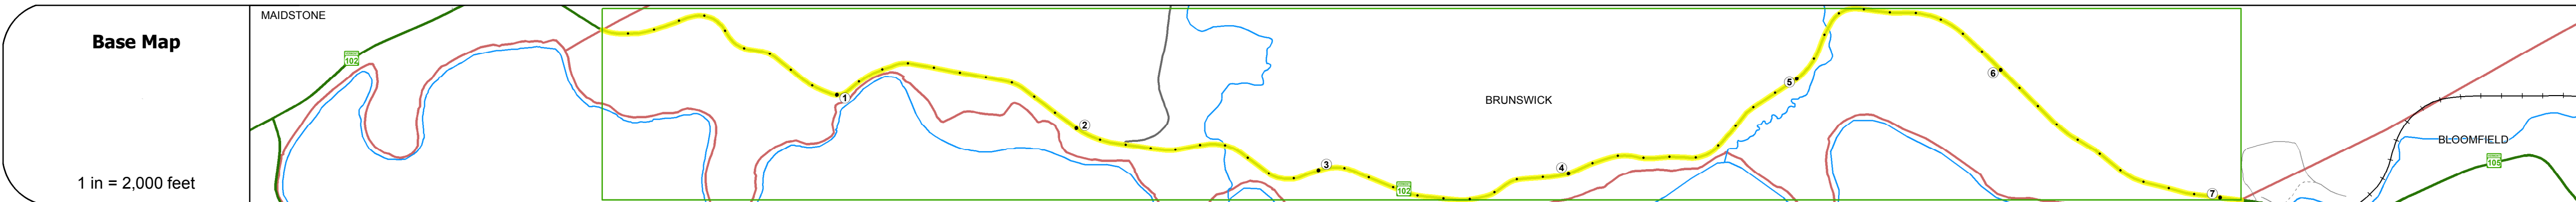 Base Map
1 in = 2,000 feet
MAIDSTONE
102
1
2
3
4
102
BRUNSWICK
5
6
7
BLOOMFIELD
105